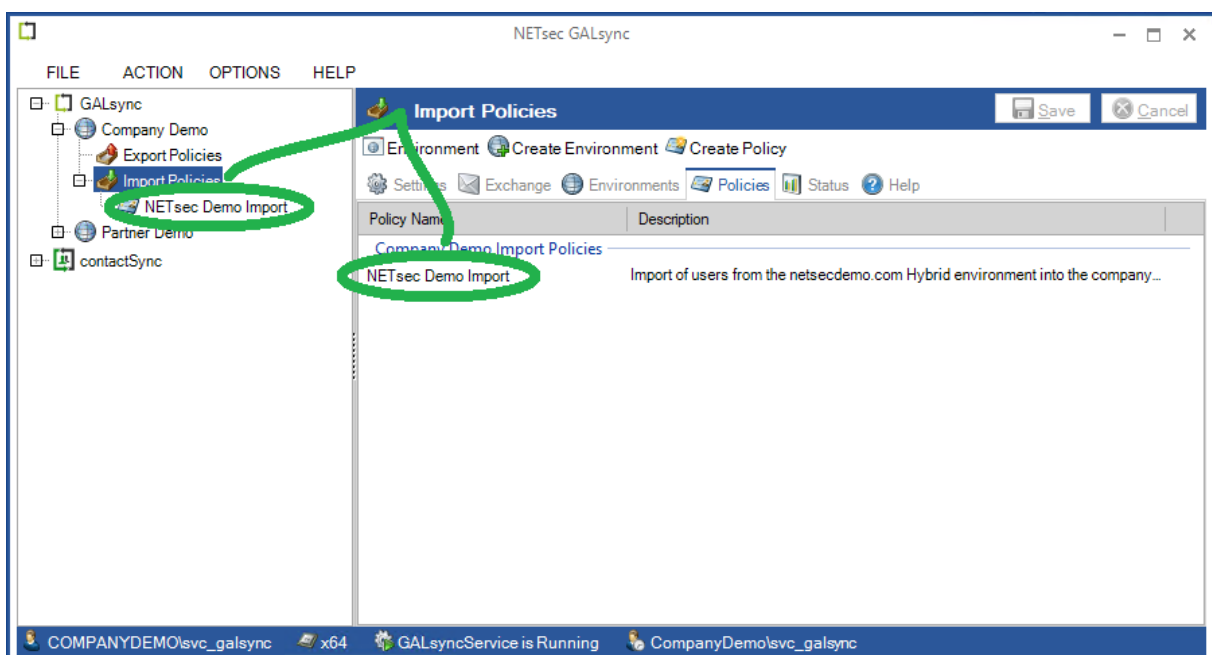 NETsec GALsync
FILE ACTION OPTIONS HELP
GALsync
Company Demo
Export Policies
Import Policies
NETsec Demo Import
Partner Demo
contactSync
Import Policies
Save Cancel
Environment Create Environment Create Policy
Settings Exchange Environments Policies Status Help
Policy Name Description
Company Demo Import Policies
NETsec Demo Import Import of users from the netsecdemo.com Hybrid environment into the company...
COMPANYDEMO\svc_galsync x64 GALsyncService is Running CompanyDemo\svc_galsync